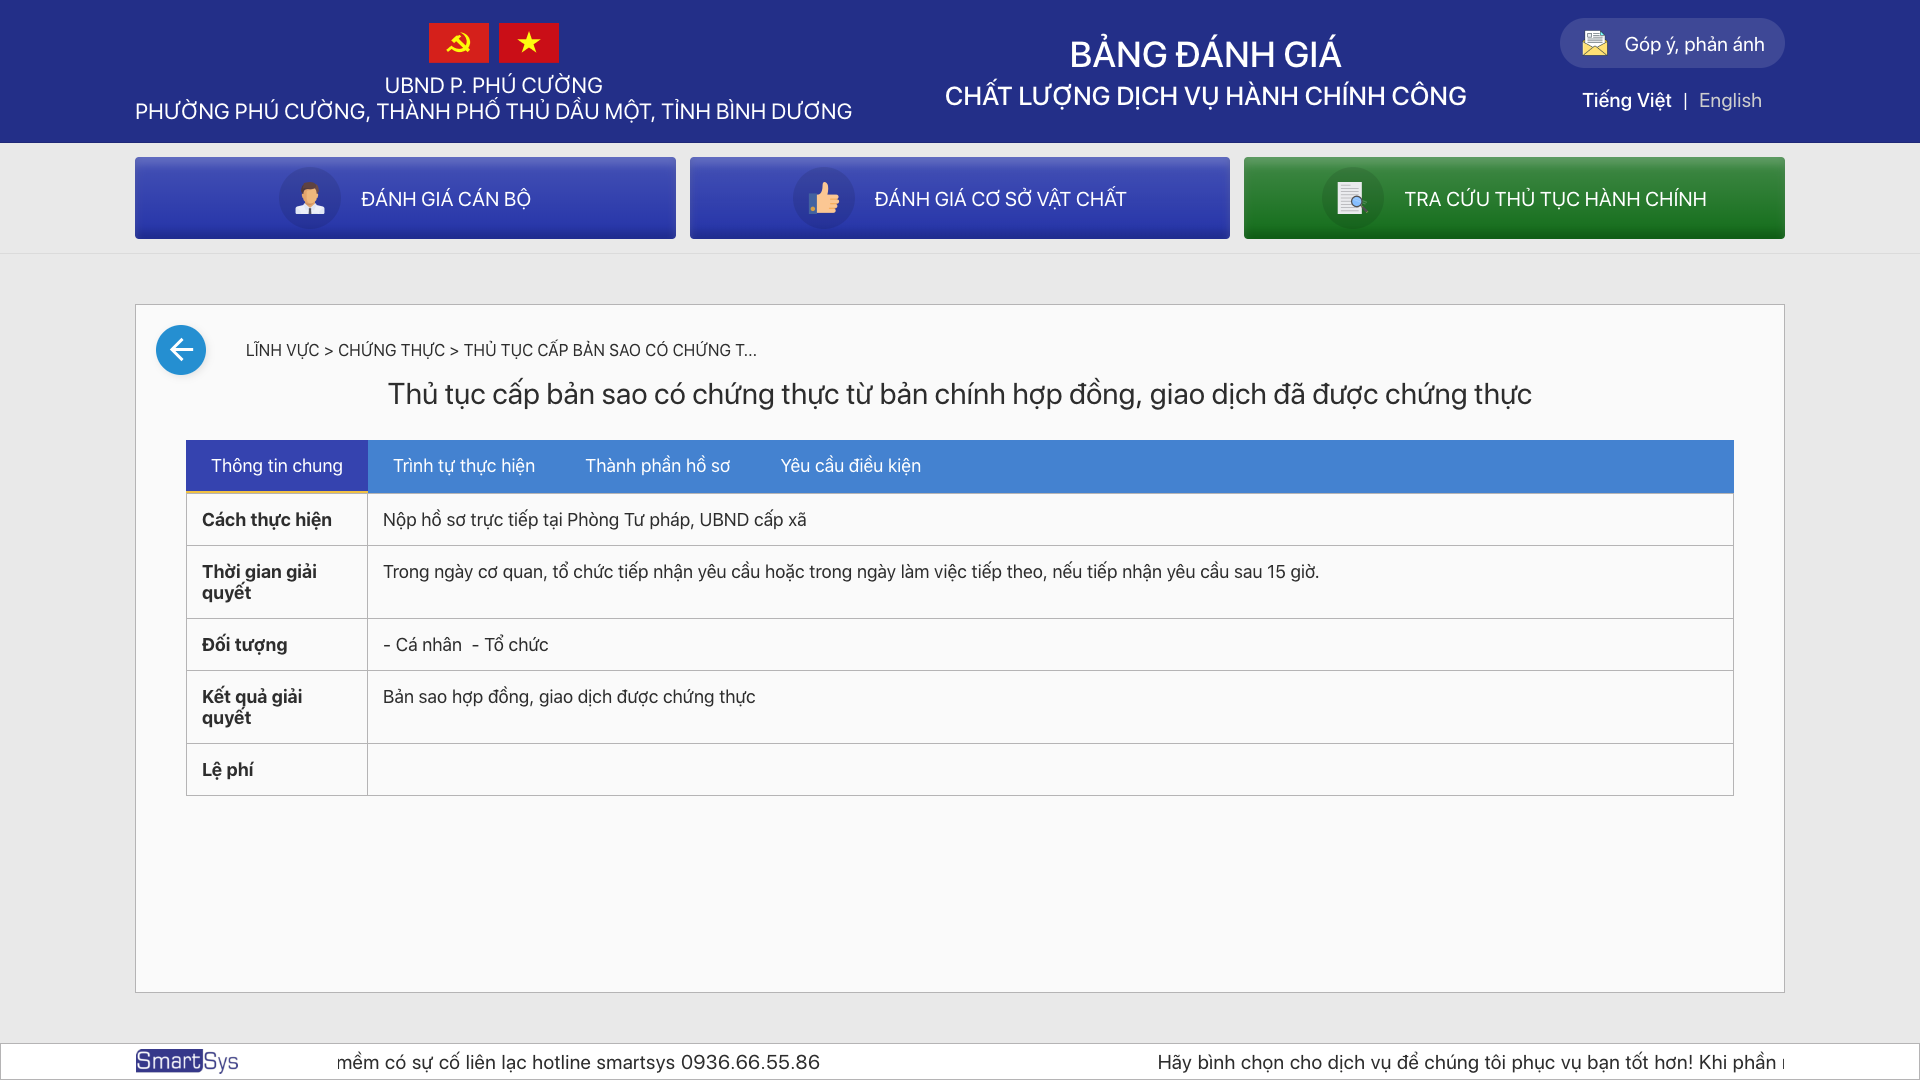 UBND P. PHÚ CƯỜNG
PHƯỜNG PHÚ CƯỜNG, THÀNH PHỐ THỦ DẦU MỘT, TỈNH BÌNH DƯƠNG
BẢNG ĐÁNH GIÁ
CHẤT LƯỢNG DỊCH VỤ HÀNH CHÍNH CÔNG
Góp ý, phản ánh
Tiếng Việt | English
ĐÁNH GIÁ CÁN BỘ
ĐÁNH GIÁ CƠ SỞ VẬT CHẤT
TRA CỨU THỦ TỤC HÀNH CHÍNH
LĨNH VỰC > CHỨNG THỰC > THỦ TỤC CẤP BẢN SAO CÓ CHỨNG T...
Thủ tục cấp bản sao có chứng thực từ bản chính hợp đồng, giao dịch đã được chứng thực
Thông tin chung
Trình tự thực hiện
Thành phần hồ sơ
Yêu cầu điều kiện
Cách thực hiện
Nộp hồ sơ trực tiếp tại Phòng Tư pháp, UBND cấp xã
Thời gian giải
quyết
Trong ngày cơ quan, tổ chức tiếp nhận yêu cầu hoặc trong ngày làm việc tiếp theo, nếu tiếp nhận yêu cầu sau 15 giờ.
Đối tượng
- Cá nhân - Tổ chức
Kết quả giải
quyết
Bản sao hợp đồng, giao dịch được chứng thực
Lệ phí
SmartSys
mềm có sự cố liên lạc hotline smartsys 0936.66.55.86
Hãy bình chọn cho dịch vụ để chúng tôi phục vụ bạn tốt hơn! Khi phần